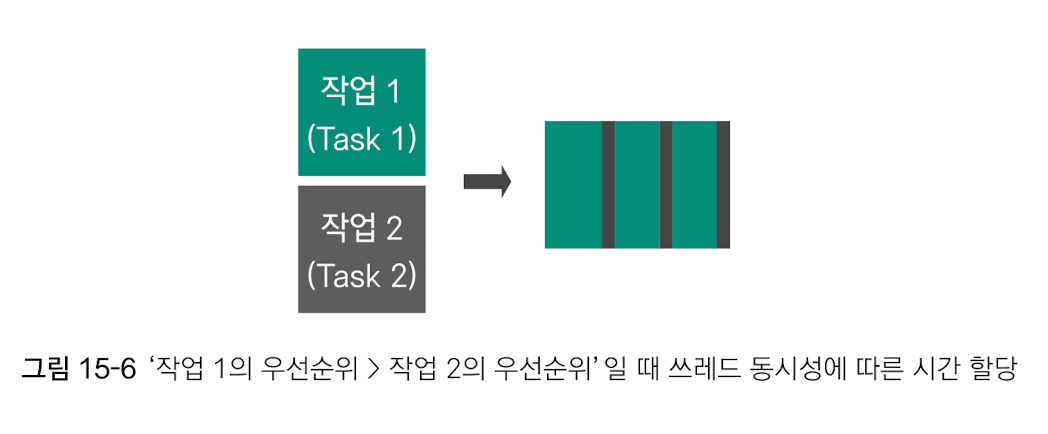 작업 1
(Task 1)
작업 2
(Task 2)
그림 15-6 ‘작업 1의 우선순위 > 작업 2의 우선순위’일 때 쓰레드 동시성에 따른 시간 할당